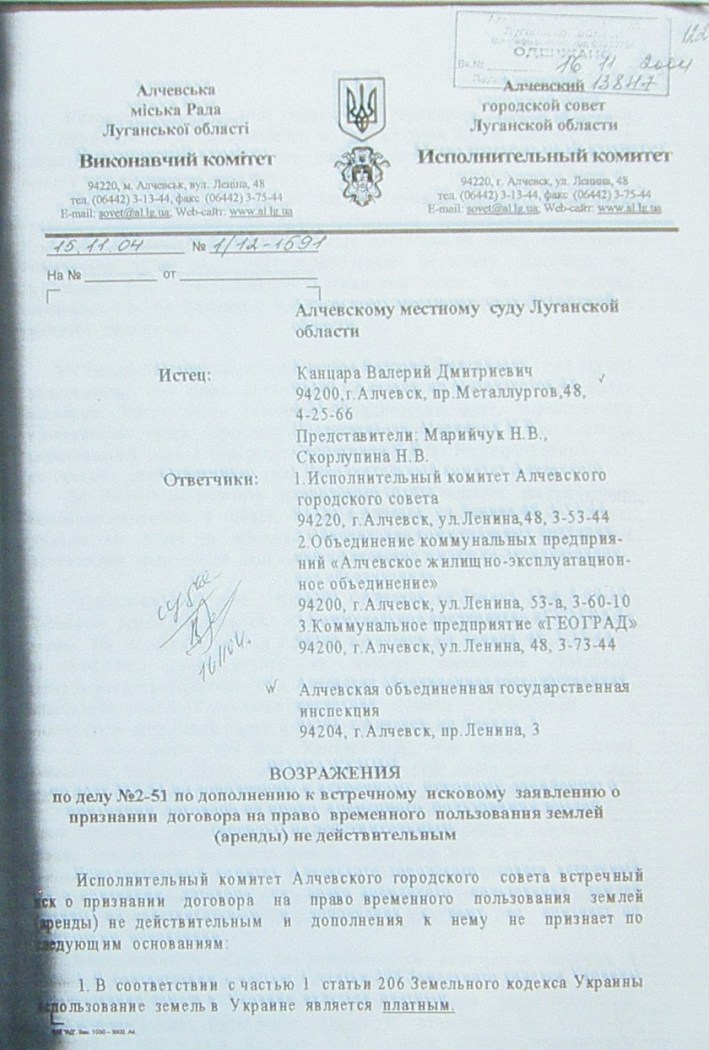 122
ОДЕРЖАНО
Вх.№ 16 11 2004
13847
Алчевська
міська Рада
Луганської області
Виконавчий комітет
94220, м. Алчевськ, вул. Леніна, 48
тел. (06442) 3-13-44, факс (06442) 3-75-44
E-mail: sovet@al.lg.ua; Web-сайт: www.al.lg.ua
Алчевский
городской совет
Луганской области
Исполнительный комитет
94220, г. Алчевск, ул. Ленина, 48
тел. (06442) 3-13-44, факс (06442) 3-75-44
E-mail: sovet@al.lg.ua; Web-сайт: www.al.lg.ua
15.11.04 № 1/12-1691
На № от
Алчевскому местному суду Луганской
области
Истец: Канцара Валерий Дмитриевич
94200,г.Алчевск, пр.Металлургов,48,
4-25-66
Представители: Марийчук Н.В.,
Скорлупина Н.В.
Ответчики: 1.Исполнительный комитет Алчевского
городского совета
94220, г.Алчевск, ул.Ленина,48, 3-53-44
2.Объединение коммунальных предприя-
ний «Алчевское жилищно-эксплуатацион-
ное объединение»
94200, г.Алчевск, ул.Ленина, 53-а, 3-60-10
3.Коммунальное предприятие «ГЕОГРАД»
94200, г.Алчевск, ул.Ленина, 48, 3-73-44
Алчевская объединенная государственная
инспекция
94204, г.Алчевск, пр.Ленина, 3
ВОЗРАЖЕНИЯ
по делу №2-51 по дополнению к встречному исковому заявлению о
признании договора на право временного пользования землей
(аренды) не действительным
Исполнительный комитет Алчевского городского совета встречный
иск о признании договора на право временного пользования землей
(аренды) не действительным и дополнения к нему не признает по
следующим основаниям:
1. В соответствии с частью 1 статьи 206 Земельного кодекса Украины
использование земель в Украине является платным.